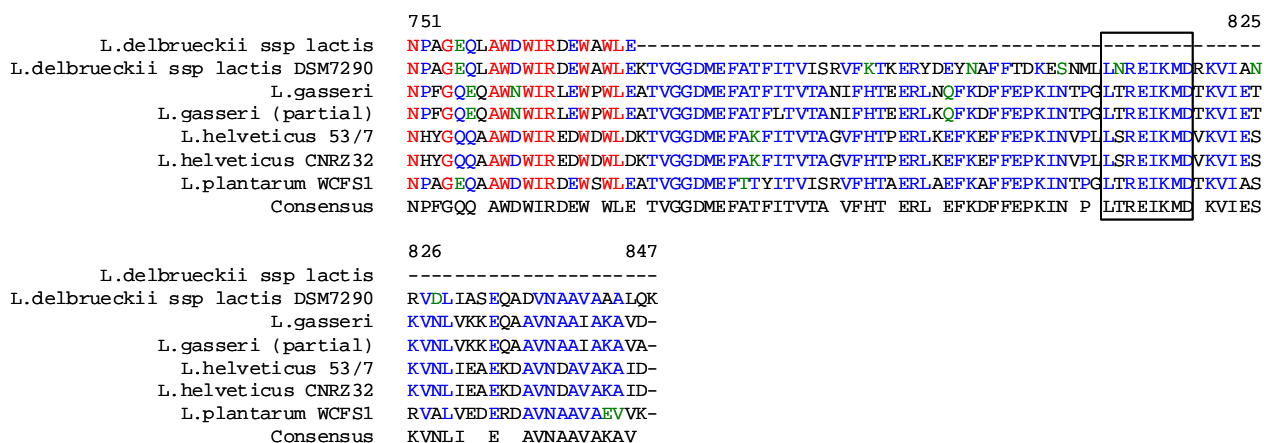 751 825
L.delbrueckii ssp lactis NPAGEQLAWDWIRDEWAWLE-------------------------------------------------------
L.delbrueckii ssp lactis DSM7290 NPAGEQLAWDWIRDEWAWLEKTVGGDMEFATFITVISRVFKTKERYDEYNAFFTDKESNMLLNREIKMDRKVIAN
L.gasseri NPFGQEQAWNWIRLEWPWLEATVGGDMEFATFITVTANIFHTEERLNQFKDFFEPKINTPGLTREIKMDTKVIET
L.gasseri (partial) NPFGQEQAWNWIRLEWPWLEATVGGDMEFATFLTVTANIFHTEERLKQFKDFFEPKINTPGLTREIKMDTKVIET
L.helveticus 53/7 NHYGQQAAWDWIREDWDWLDKTVGGDMEFAKFITVTAGVFHTPERLKEFKEFFEPKINVPLLSREIKMDVKVIES
L.helveticus CNRZ32 NHYGQQAAWDWIREDWDWLDKTVGGDMEFAKFITVTAGVFHTPERLKEFKEFFEPKINVPLLSREIKMDVKVIES
L.plantarum WCFS1 NPAGEQAAWDWIRDEWSWLEATVGGDMEFTTYITVISRVFHTAERLAEFKAFFEPKINTPGLTREIKMDTKVIAS
Consensus NPFGQQ AWDWIRDEW WLE TVGGDMEFATFITVTA VFHT ERL EFKDFFEPKIN P LTREIKMD KVIES
826 847
L.delbrueckii ssp lactis ----------------------
L.delbrueckii ssp lactis DSM7290 RVDLIASEQADVNAAVAAALQK
L.gasseri KVNLVKKEQAAVNAAIAKAVD-
L.gasseri (partial) KVNLVKKEQAAVNAAIAKAVA-
L.helveticus 53/7 KVNLIEAEKDAVNDAVAKAID-
L.helveticus CNRZ32 KVNLIEAEKDAVNDAVAKAID-
L.plantarum WCFS1 RVALVEDERDAVNAAVAEVVK-
Consensus KVNLI  E  AVNAAVAKAV